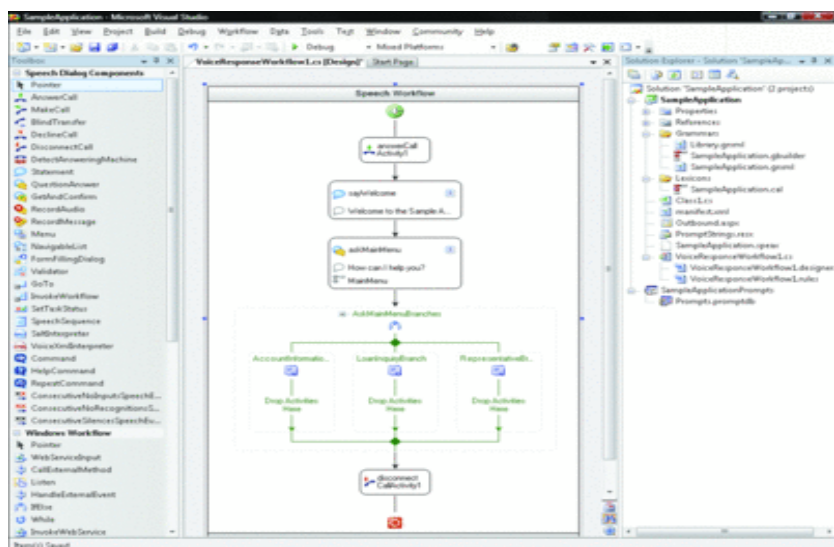 SampleApplication - Microsoft Visual Studio
File Edit View Project Build Debug Workflow Data Tools Test Window Community Help
Debug Mixed Platforms
Toolbox
Speech Dialog Components
Pointer
AnswerCall
MakeCall
BlindTransfer
DeclineCall
DisconnectCall
DetectAnsweringMachine
Statement
QuestionAnswer
GetAndConfirm
RecordAudio
RecordMessage
Menu
NavigableList
FormFillingDialog
Validator
GoTo
InvokeWorkflow
SetTaskStatus
SpeechSequence
SaltInterpreter
VoiceXmlInterpreter
Command
HelpCommand
RepeatCommand
ConsecutiveNoInputsSpeechE...
ConsecutiveNoRecognitionsS...
ConsecutiveSilencesSpeechEv...
Windows Workflow
Pointer
WebServiceInput
CallExternalMethod
Listen
HandleExternalEvent
IfElse
While
InvokeWebService
Item(s) Saved
VoiceResponseWorkflow1.cs [Design]* Start Page
Speech Workflow
answerCall
Activity1
sayWelcome
Welcome to the Sample A...
askMainMenu
How can I help you?
MainMenu
AskMainMenuBranches
AccountInformatio... LoanInquiryBranch RepresentativeBr...
Drop Activities Here
Drop Activities Here
Drop Activities Here
disconnect
CallActivity1
Solution Explorer - Solution 'SampleAp...
Solution 'SampleApplication' (2 projects)
SampleApplication
Properties
References
Grammars
Library.grxml
SampleApplication.gbuilder
SampleApplication.grxml
Lexicons
SampleApplication.cal
Class1.cs
manifest.xml
Outbound.aspx
PromptStrings.resx
SampleApplication.speax
VoiceResponseWorkflow1.cs
VoiceResponseWorkflow1.designer
VoiceResponseWorkflow1.rules
SampleApplicationPrompts
Prompts.promptdb